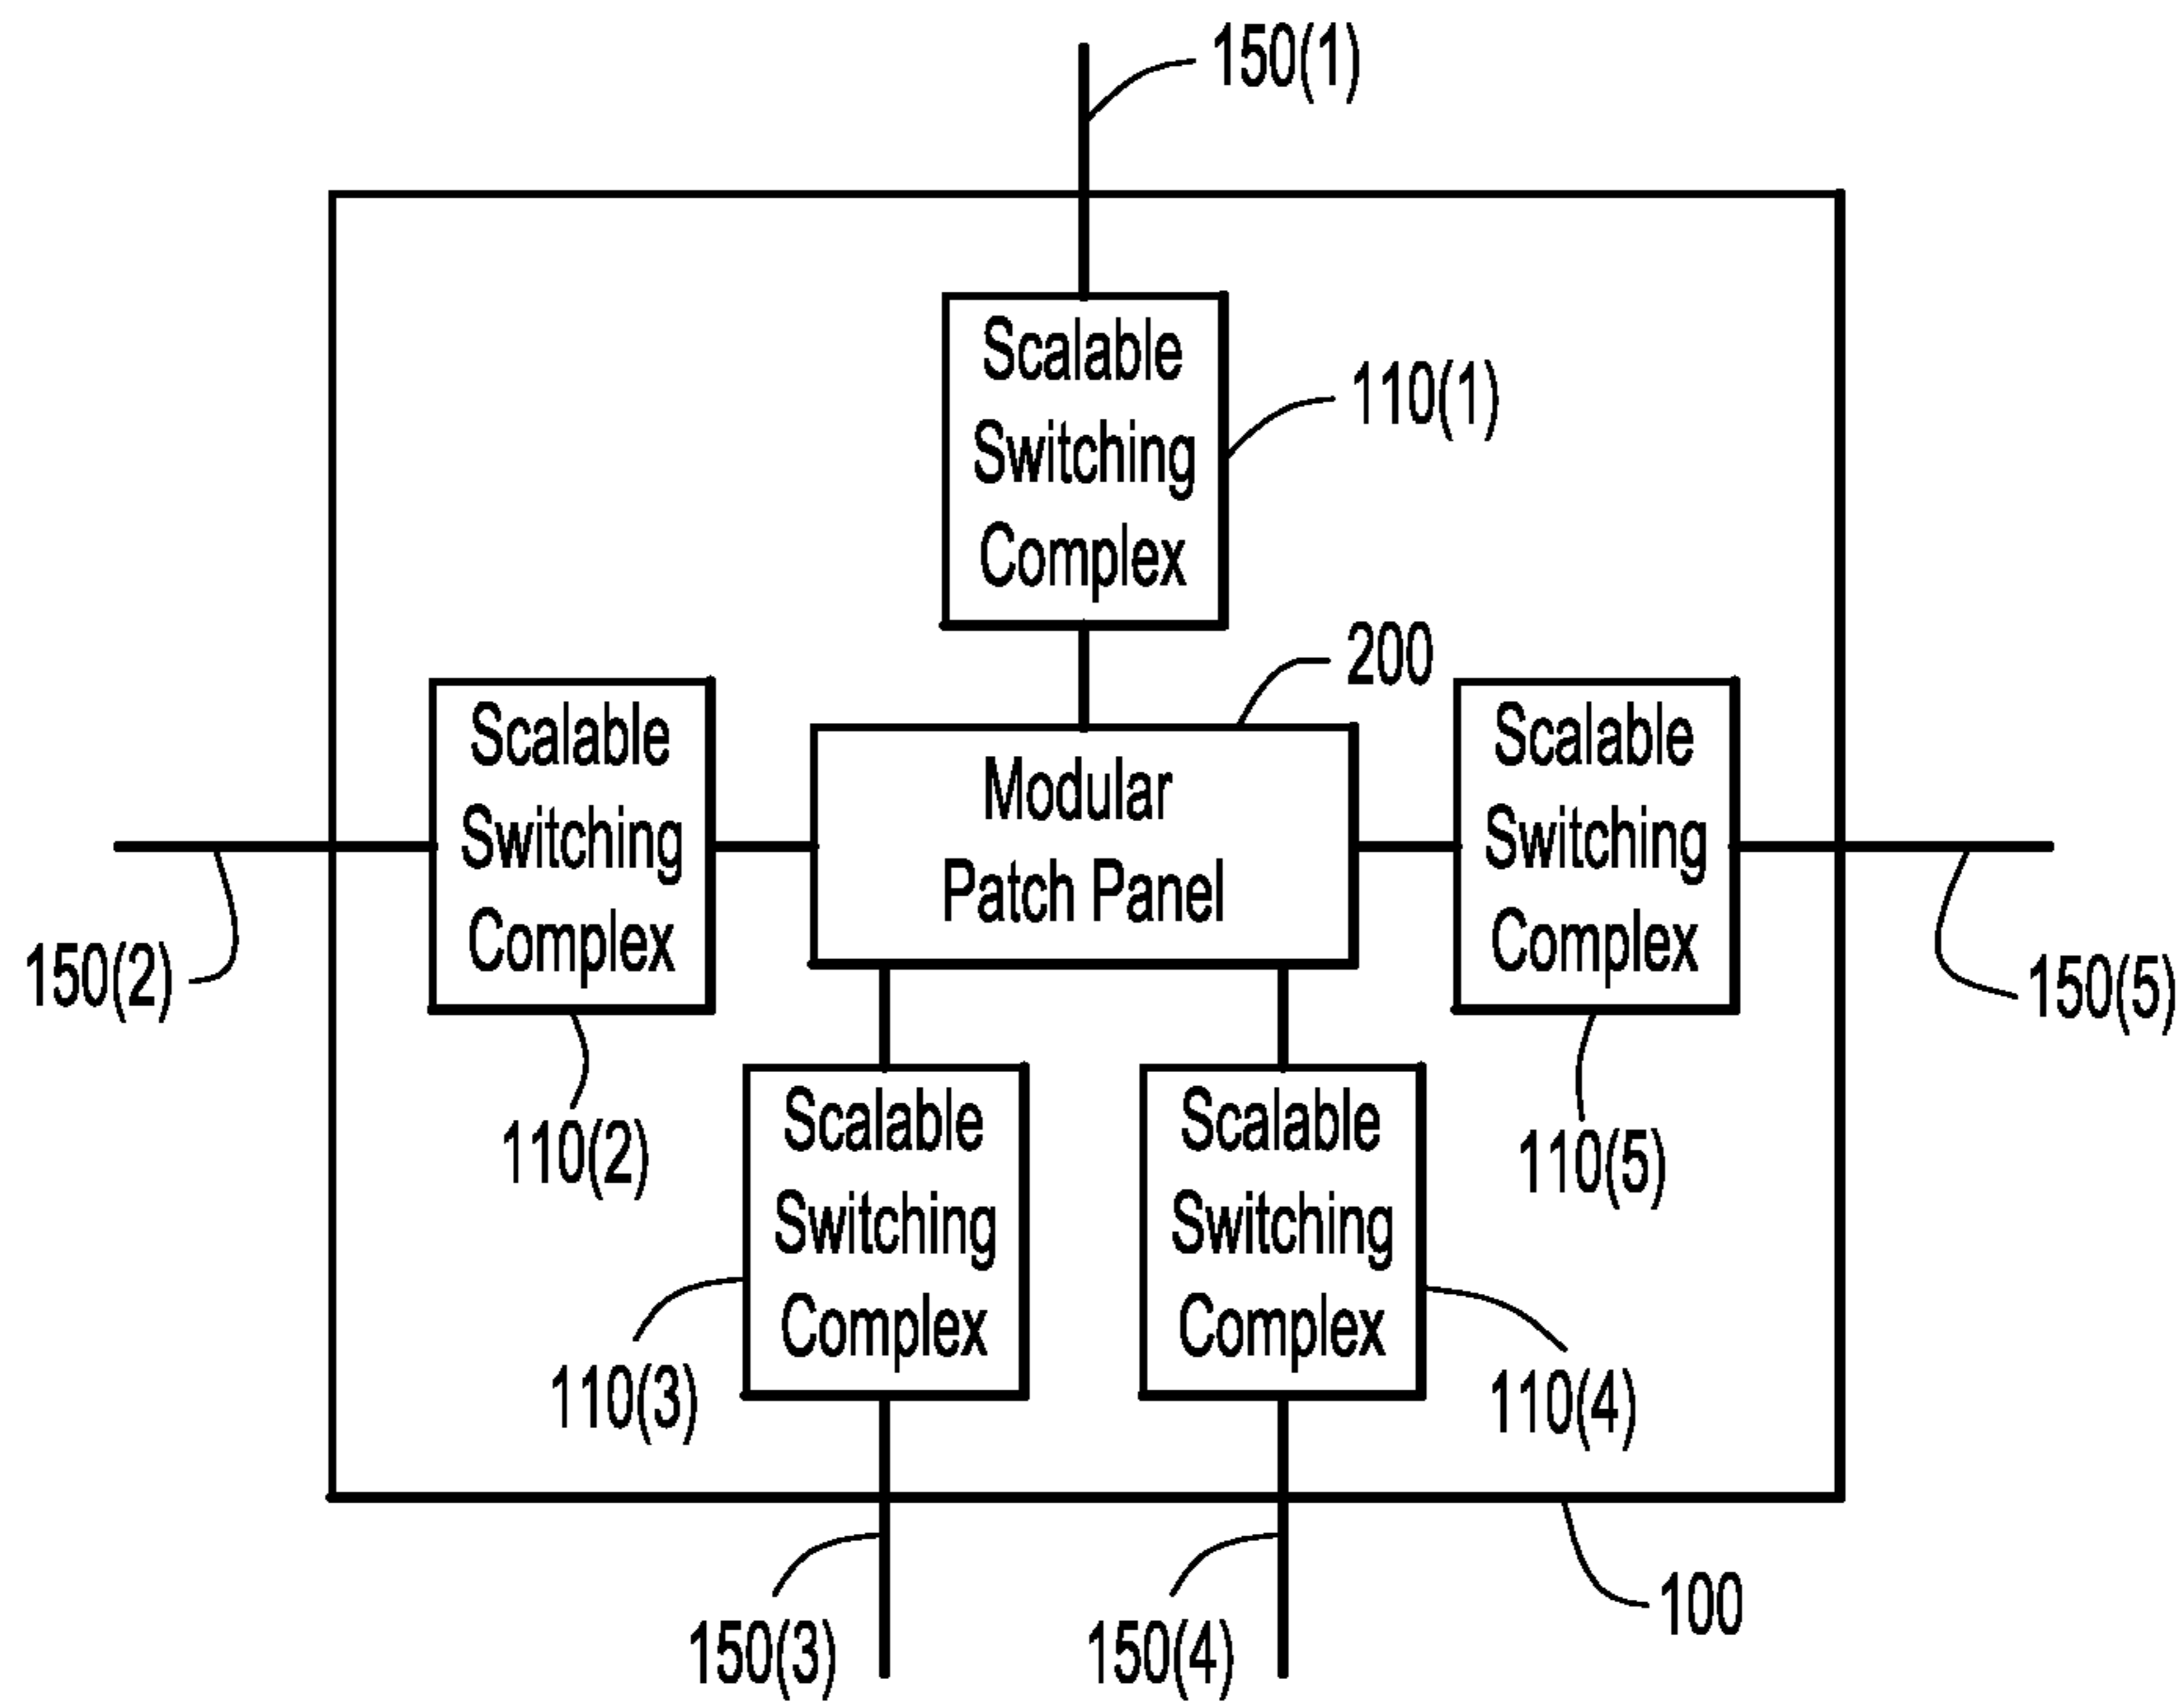 150(1)
Scalable
Switching
Complex
110(1)
200
Scalable
Switching
Complex
Modular
Patch Panel
Scalable
Switching
Complex
150(2)
150(5)
110(2)
110(5)
Scalable
Switching
Complex
Scalable
Switching
Complex
110(3)
110(4)
100
150(3)
150(4)